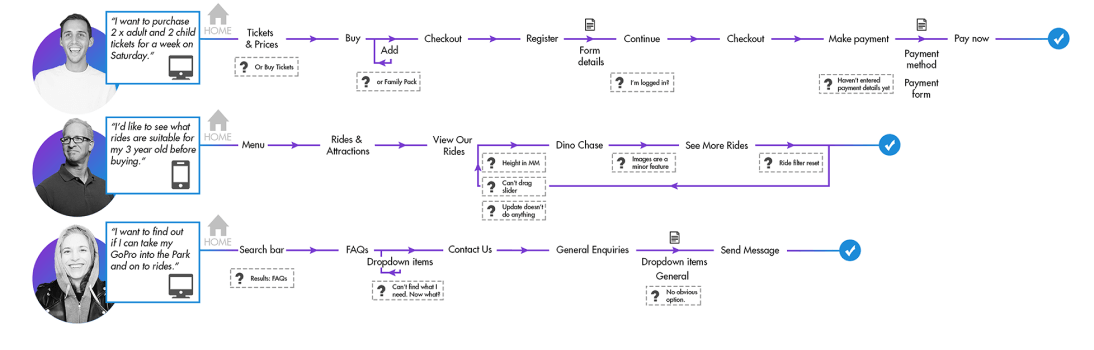 "I want to purchase
2 x adult and 2 child
tickets for a week on
Saturday."
HOME
Tickets
& Prices
? Or Buy Tickets
Buy
Add
? or Family Pack
Checkout
Register
Form
details
Continue
? I'm logged in?
Checkout
Make payment
? Haven't entered
payment details yet
Payment
method
Payment
form
Pay now
"I'd like to see what
rides are suitable for
my 3 year old before
buying."
HOME
Menu
Rides &
Attractions
View Our
Rides
? Height in MM
? Can't drag
slider
? Update doesn't
do anything
Dino Chase
? Images are a
minor feature
See More Rides
? Ride filter reset
"I want to find out
if I can take my
GoPro into the Park
and on to rides."
HOME
Search bar
? Results: FAQs
FAQs
Dropdown items
? Can't find what I
need. Now what?
Contact Us
General Enquiries
Dropdown items
General
? No obvious
option.
Send Message